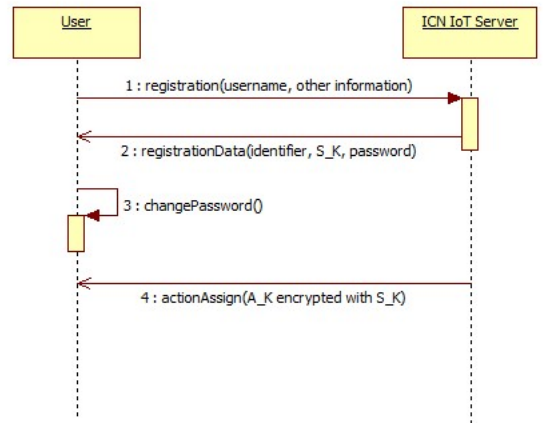 User
ICN IoT Server
1 : registration(username, other information)
2 : registrationData(identifier, S_K, password)
3 : changePassword()
4 : actionAssign(A_K encrypted with S_K)